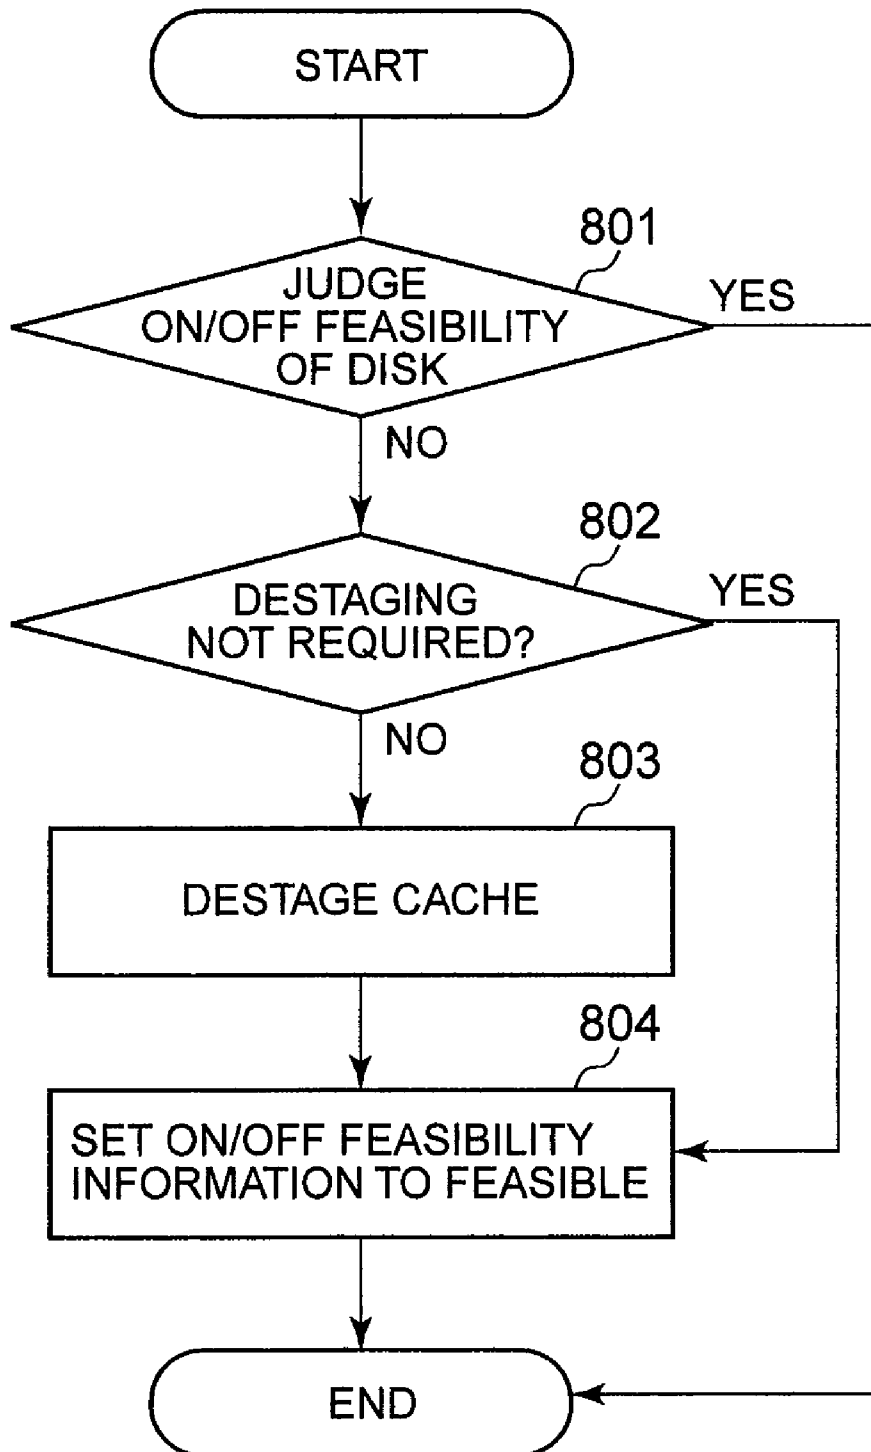 START
801
JUDGE
ON/OFF FEASIBILITY
OF DISK
YES
NO
802
DESTAGING
NOT REQUIRED?
YES
NO
803
DESTAGE CACHE
804
SET ON/OFF FEASIBILITY
INFORMATION TO FEASIBLE
END